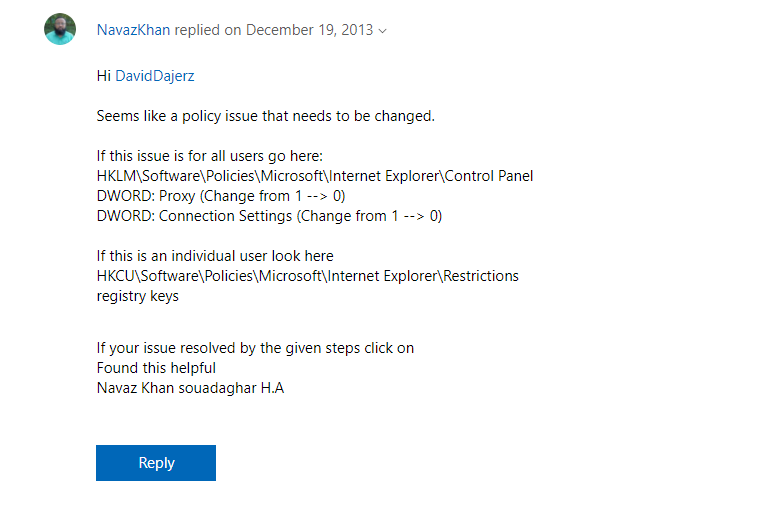 NavazKhan replied on December 19, 2013
Hi DavidDajerz
Seems like a policy issue that needs to be changed.
If this issue is for all users go here:
HKLM\Software\Policies\Microsoft\Internet Explorer\Control Panel
DWORD: Proxy (Change from 1 --> 0)
DWORD: Connection Settings (Change from 1 --> 0)
If this is an individual user look here
HKCU\Software\Policies\Microsoft\Internet Explorer\Restrictions
registry keys
If your issue resolved by the given steps click on
Found this helpful
Navaz Khan souadaghar H.A
Reply